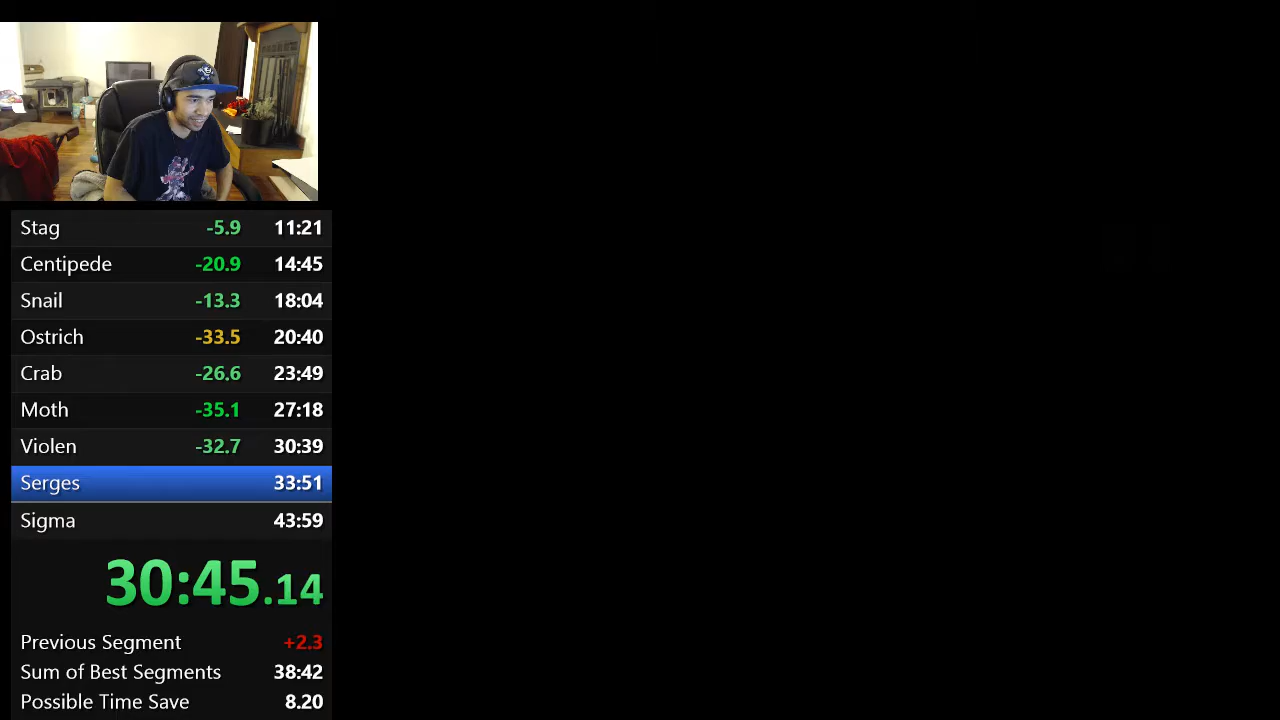 Stag -5.9 11:21
Centipede -20.9 14:45
Snail -13.3 18:04
Ostrich -33.5 20:40
Crab -26.6 23:49
Moth -35.1 27:18
Violen -32.7 30:39
Serges 33:51
Sigma 43:59
30:45.14
Previous Segment +2.3
Sum of Best Segments 38:42
Possible Time Save 8.20